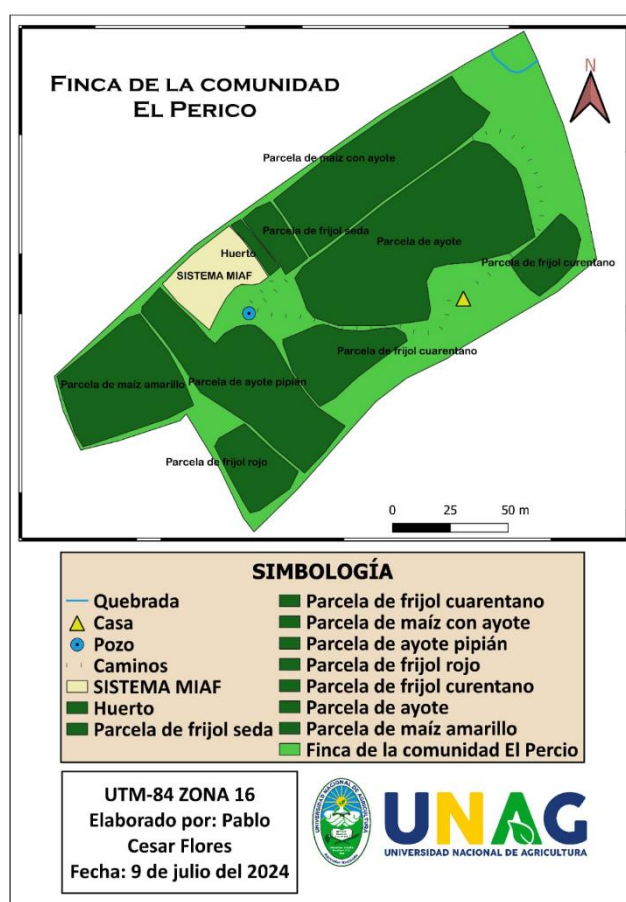 FINCA DE LA COMUNIDAD
EL PERICO
N
Parcela de maíz con ayote
Parcela de frijol seda
Huerto
Parcela de ayote
Parcela de frijol curentano
SISTEMA MIAF
Parcela de frijol cuarentano
Parcela de maíz amarillo
Parcela de ayote pipián
Parcela de frijol rojo
0 25 50 m
SIMBOLOGÍA
Quebrada
Casa
Pozo
Caminos
SISTEMA MIAF
Huerto
Parcela de frijol seda
Parcela de frijol cuarentano
Parcela de maíz con ayote
Parcela de ayote pipián
Parcela de frijol rojo
Parcela de frijol curentano
Parcela de ayote
Parcela de maíz amarillo
Finca de la comunidad El Percio
UTM-84 ZONA 16
Elaborado por: Pablo
Cesar Flores
Fecha: 9 de julio del 2024
UNIVERSIDAD NACIONAL DE AGRICULTURA
UNAG
UNIVERSIDAD NACIONAL DE AGRICULTURA